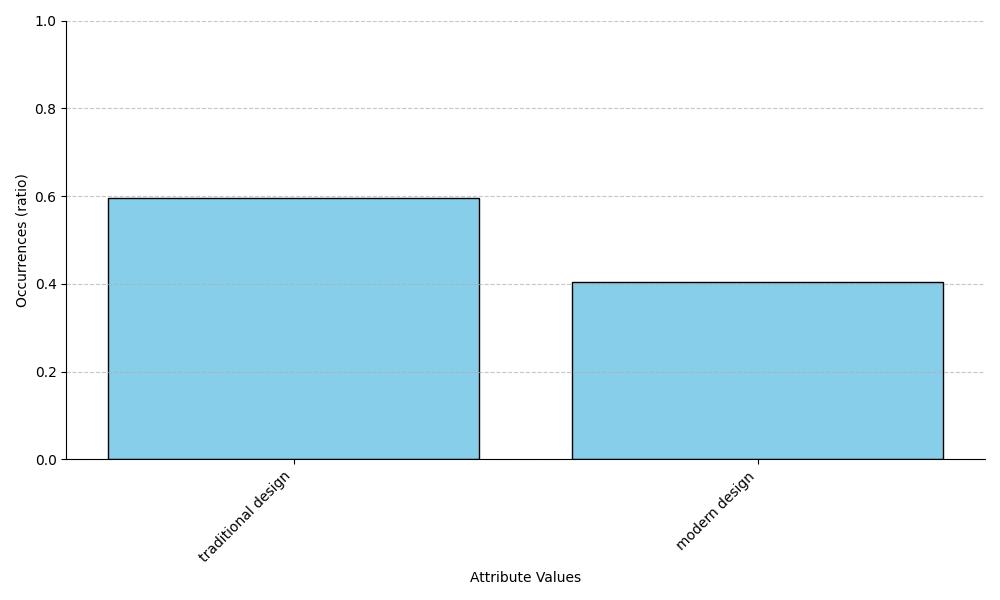 1.0
0.8
0.6
0.4
0.2
0.0
Occurrences (ratio)
traditional design
modern design
Attribute Values